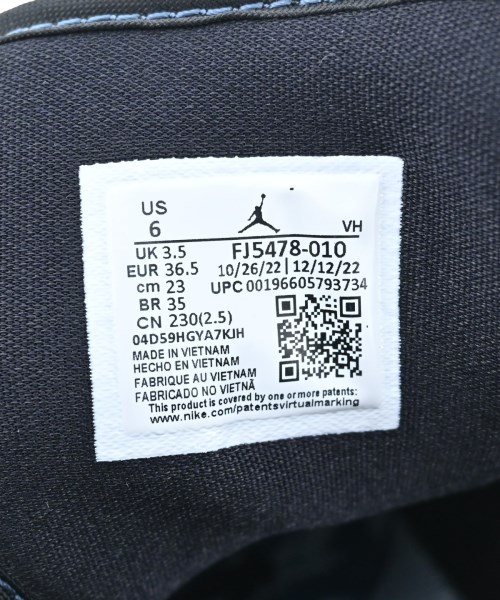 US
6
VH
UK 3.5
FJ5478-010
EUR 36.5
10/26/22 | 12/12/22
cm 23
UPC 00196605793734
BR 35
CN 230(2.5)
04D59HGYA7KJH
MADE IN VIETNAM
HECHO EN VIETNAM
FABRIQUE AU VIETNAM
FABRICADO NO VIETNÃ
This product is covered by one or more patents:
www.nike.com/patentsvirtualmarking